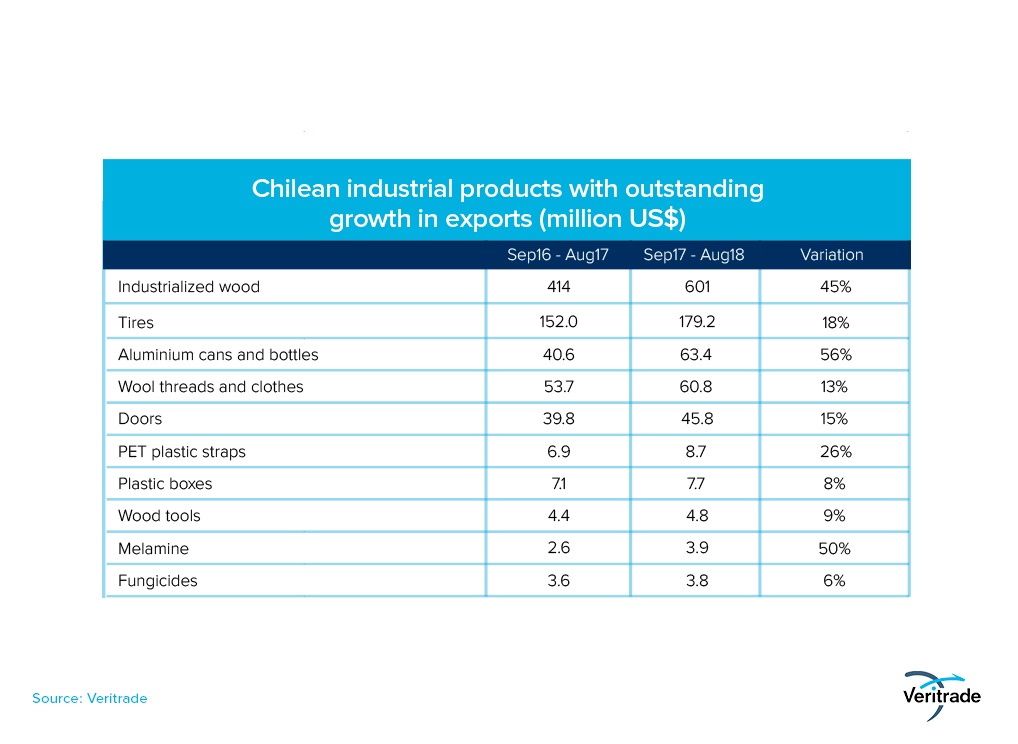 Chilean industrial products with outstanding
growth in exports (million US$)
Sep16 - Aug17 Sep17 - Aug18 Variation
Industrialized wood 414 601 45%
Tires 152.0 179.2 18%
Aluminium cans and bottles 40.6 63.4 56%
Wool threads and clothes 53.7 60.8 13%
Doors 39.8 45.8 15%
PET plastic straps 6.9 8.7 26%
Plastic boxes 7.1 7.7 8%
Wood tools 4.4 4.8 9%
Melamine 2.6 3.9 50%
Fungicides 3.6 3.8 6%
Source: Veritrade
Veritrade